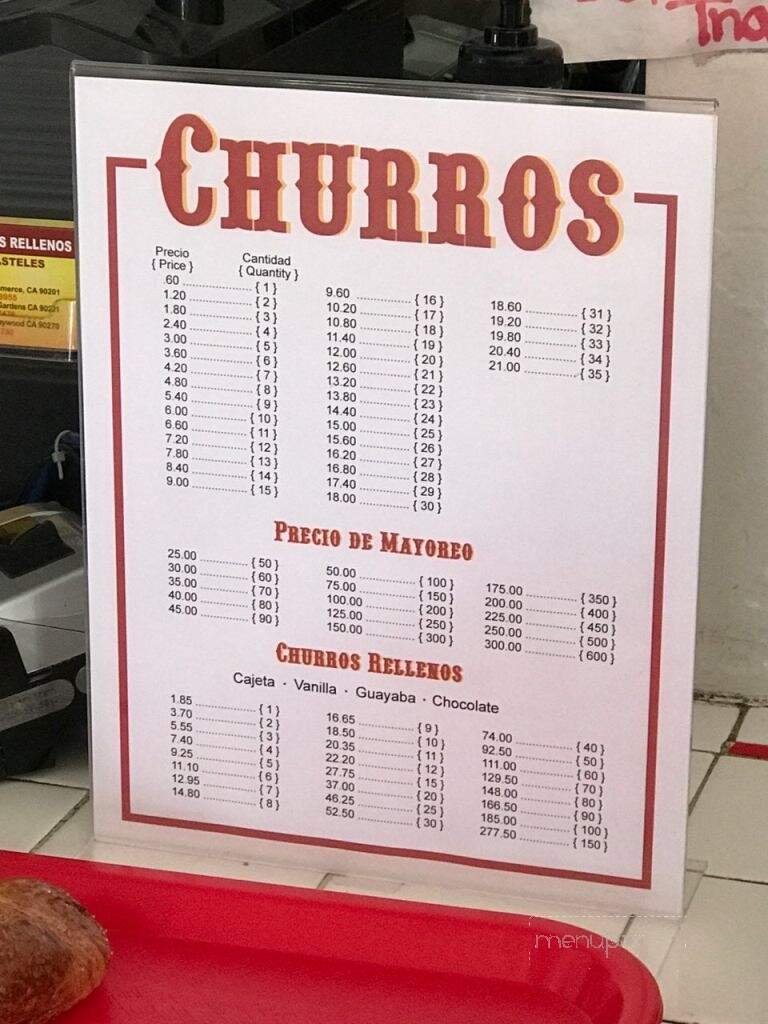 Ina
CHURROS
S RELLENOS
ASTELES
merce, CA 90201
Gardens CA 90201
aywood CA 90270
Precio
{ Price }
Cantidad
{ Quantity }
.60 { 1 }
1.20 { 2 }
1.80 { 3 }
2.40 { 4 }
3.00 { 5 }
3.60 { 6 }
4.20 { 7 }
4.80 { 8 }
5.40 { 9 }
6.00 { 10 }
6.60 { 11 }
7.20 { 12 }
7.80 { 13 }
8.40 { 14 }
9.00 { 15 }
9.60 { 16 }
10.20 { 17 }
10.80 { 18 }
11.40 { 19 }
12.00 { 20 }
12.60 { 21 }
13.20 { 22 }
13.80 { 23 }
14.40 { 24 }
15.00 { 25 }
15.60 { 26 }
16.20 { 27 }
16.80 { 28 }
17.40 { 29 }
18.00 { 30 }
18.60 { 31 }
19.20 { 32 }
19.80 { 33 }
20.40 { 34 }
21.00 { 35 }
PRECIO DE MAYOREO
25.00 { 50 }
30.00 { 60 }
35.00 { 70 }
40.00 { 80 }
45.00 { 90 }
50.00 { 100 }
75.00 { 150 }
100.00 { 200 }
125.00 { 250 }
150.00 { 300 }
175.00 { 350 }
200.00 { 400 }
225.00 { 450 }
250.00 { 500 }
300.00 { 600 }
CHURROS RELLENOS
Cajeta · Vanilla · Guayaba · Chocolate
1.85 { 1 }
3.70 { 2 }
5.55 { 3 }
7.40 { 4 }
9.25 { 5 }
11.10 { 6 }
12.95 { 7 }
14.80 { 8 }
16.65 { 9 }
18.50 { 10 }
20.35 { 11 }
22.20 { 12 }
27.75 { 15 }
37.00 { 20 }
46.25 { 25 }
52.50 { 30 }
74.00 { 40 }
92.50 { 50 }
111.00 { 60 }
129.50 { 70 }
148.00 { 80 }
166.50 { 90 }
185.00 { 100 }
277.50 { 150 }
menupi